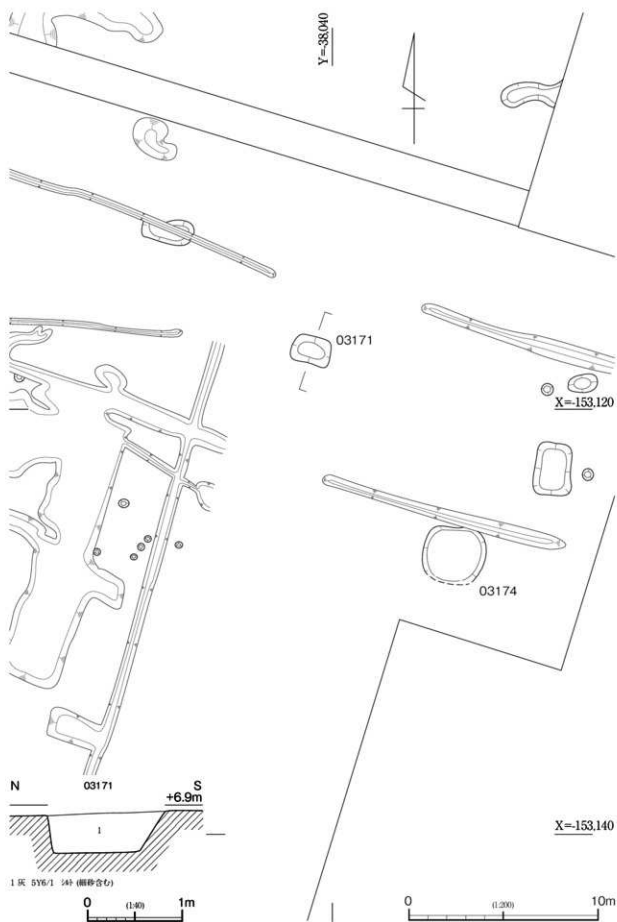 Y=-38,040
03171
X=-153,120
03174
N 03171 S
+6.9m
1
X=-153,140
1 灰 5Y6/1 ｼﾙﾄ (細砂含む)
0 (1:40) 1m
0 (1:200) 10m